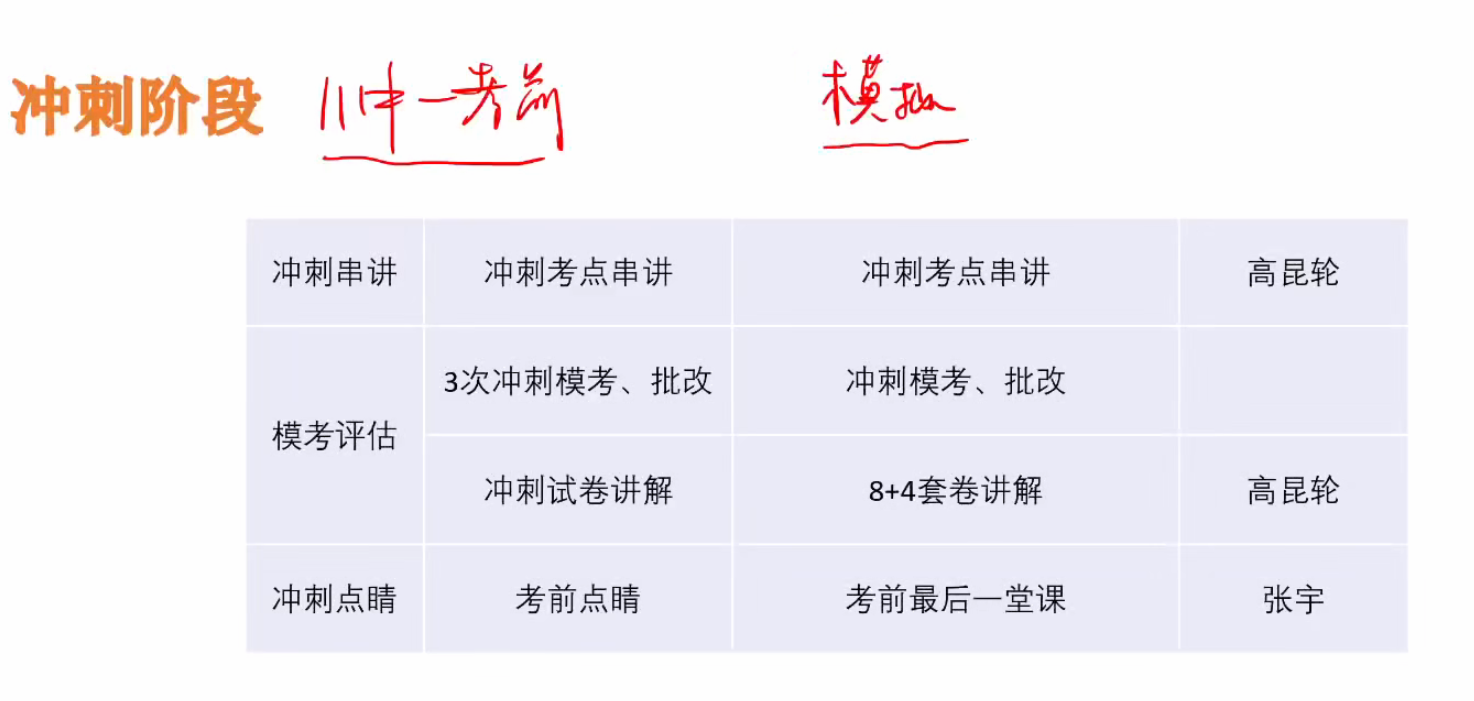 冲刺阶段 11中一考前 模拟
冲刺串讲 冲刺考点串讲 冲刺考点串讲 高昆轮
3次冲刺模考、批改 冲刺模考、批改
模考评估
冲刺试卷讲解 8+4套卷讲解 高昆轮
冲刺点睛 考前点睛 考前最后一堂课 张宇